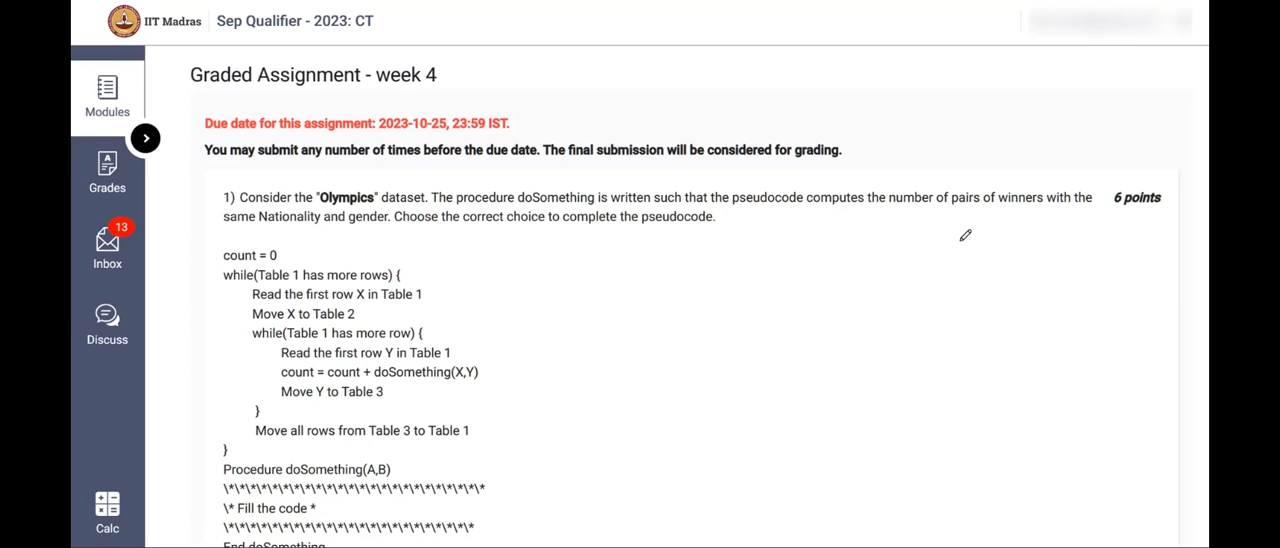 IIT Madras
Sep Qualifier - 2023: CT
Modules
Grades
13
Inbox
Discuss
Calc
Graded Assignment - week 4
Due date for this assignment: 2023-10-25, 23:59 IST.
You may submit any number of times before the due date. The final submission will be considered for grading.
1) Consider the "Olympics" dataset. The procedure doSomething is written such that the pseudocode computes the number of pairs of winners with the 6 points
same Nationality and gender. Choose the correct choice to complete the pseudocode.
count = 0
while(Table 1 has more rows) {
Read the first row X in Table 1
Move X to Table 2
while(Table 1 has more row) {
Read the first row Y in Table 1
count = count + doSomething(X,Y)
Move Y to Table 3
}
Move all rows from Table 3 to Table 1
}
Procedure doSomething(A,B)
\*\*\*\*\*\*\*\*\*\*\*\*\*\*\*\*\*\*\*\*\*\*\*\*
\* Fill the code *
\*\*\*\*\*\*\*\*\*\*\*\*\*\*\*\*\*\*\*\*\*\*\*
End doSomething